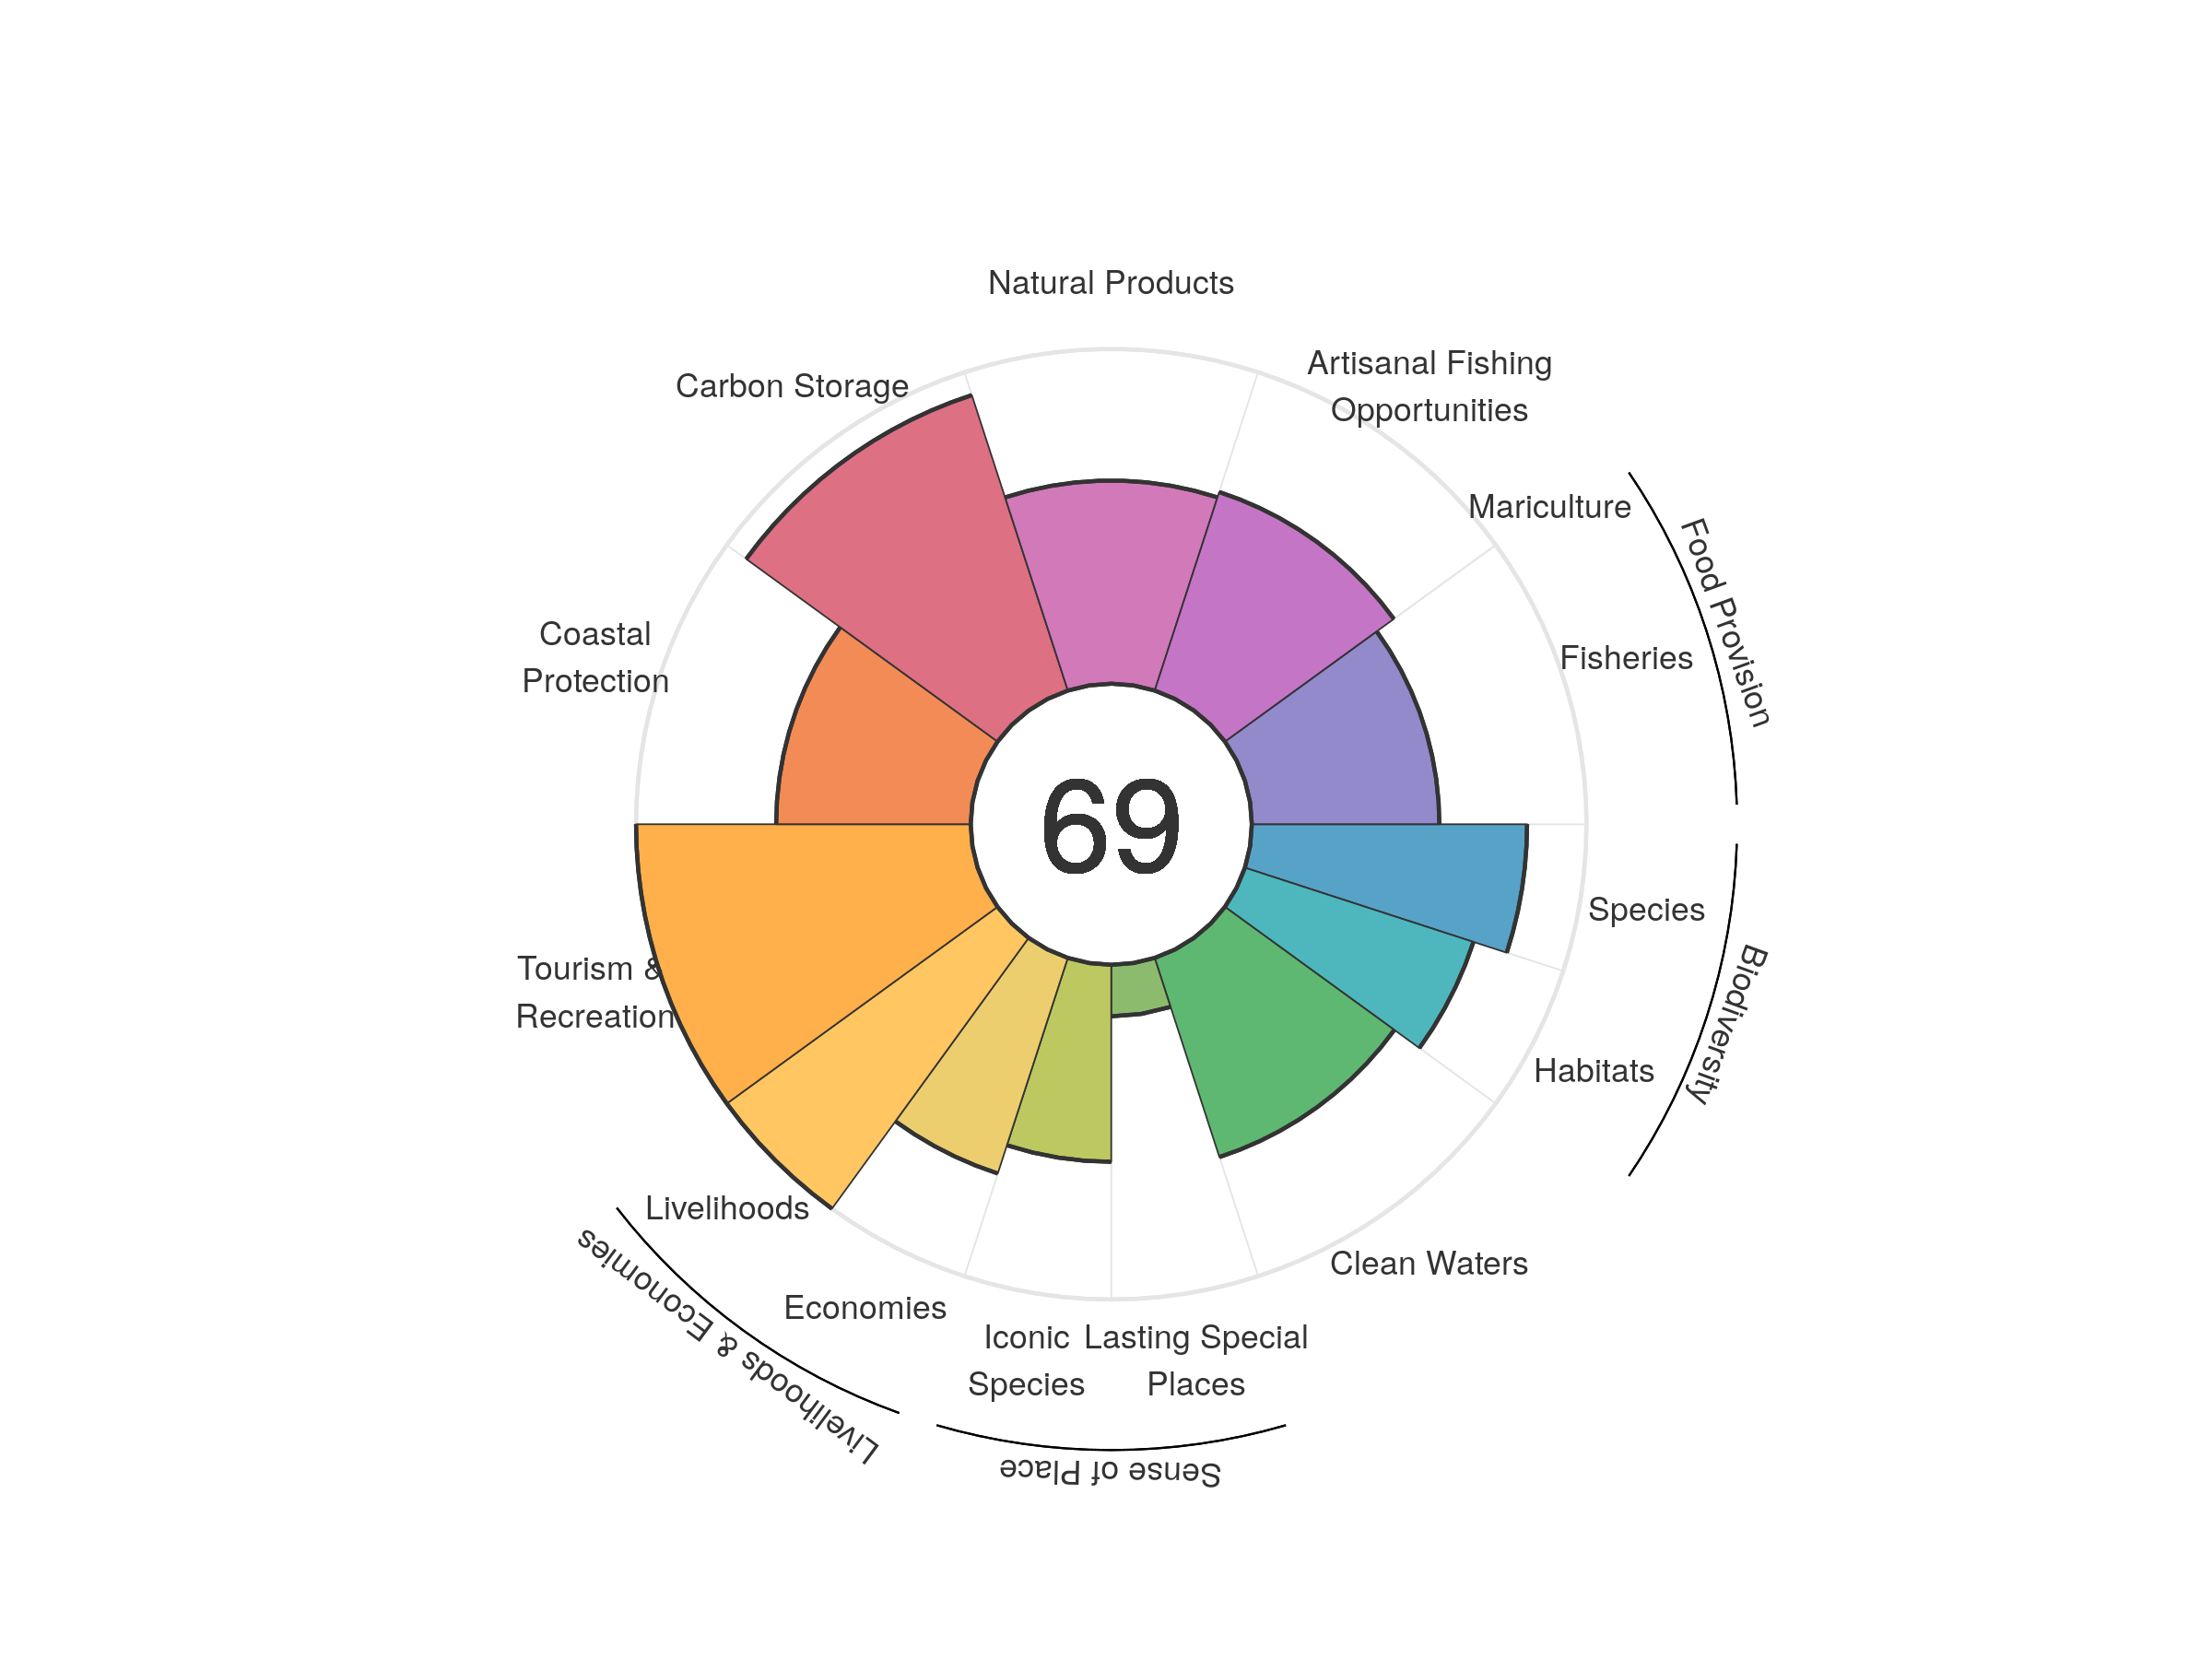 Natural Products
Artisanal Fishing
Opportunities
Carbon Storage
Mariculture
Food Provision
Coastal
Protection
Fisheries
69
Species
Tourism &
Recreation
Biodiversity
Habitats
Livelihoods
Clean Waters
Economies
Livelihoods & Economies
Iconic
Species
Lasting Special
Places
Sense of Place